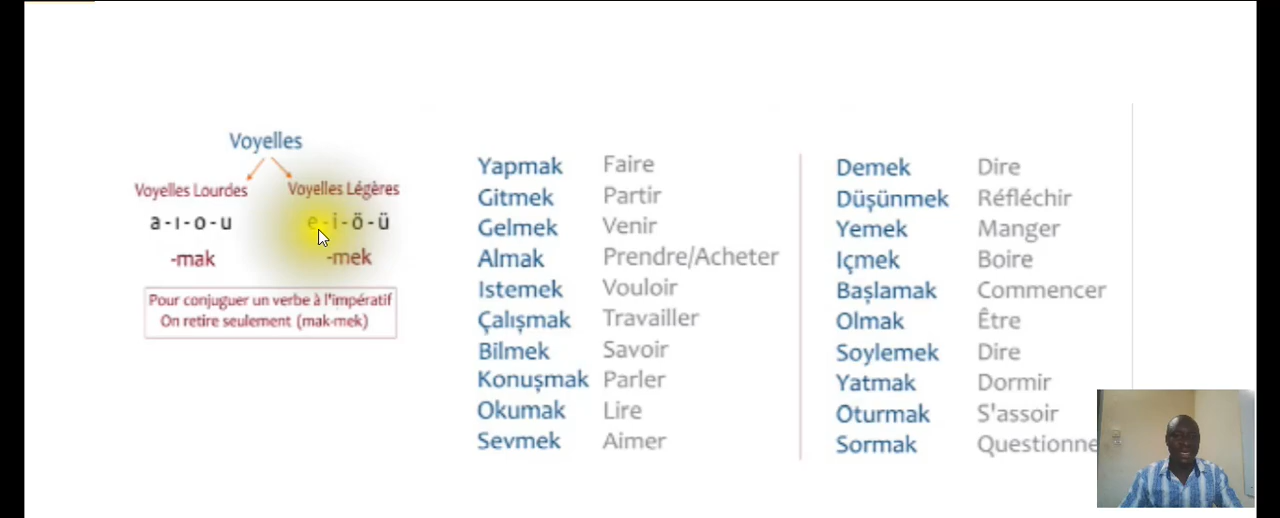 Voyelles
Voyelles Lourdes
Voyelles Légères
a - ı - o - u
e - i - ö - ü
-mak
-mek
Pour conjuguer un verbe à l'impératif
On retire seulement (mak-mek)
Yapmak Faire
Gitmek Partir
Gelmek Venir
Almak Prendre/Acheter
Istemek Vouloir
Çalışmak Travailler
Bilmek Savoir
Konuşmak Parler
Okumak Lire
Sevmek Aimer
Demek Dire
Düşünmek Réfléchir
Yemek Manger
Içmek Boire
Başlamak Commencer
Olmak Être
Soylemek Dire
Yatmak Dormir
Oturmak S'assoir
Sormak Questionne